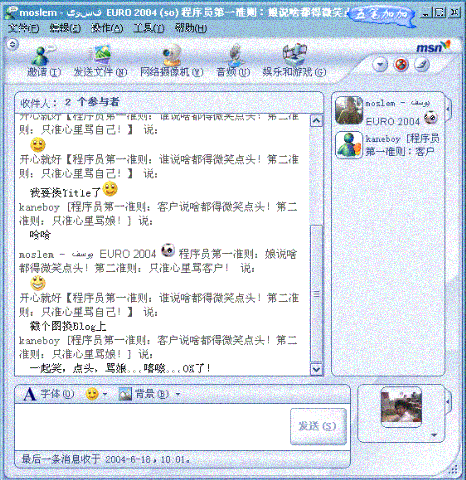 moslem - يوسف EURO 2004 (so) 程序员第一准则：娘说啥都得微笑
文件(F) 编辑(E) 操作(A) 工具(T) 帮助(H)
msn
邀请(I) 发送文件(N) 网络摄像机(W) 音频(U) 娱乐和游戏(G)
收件人： 2 个参与者
开心就好【程序员第一准则：谁说啥都得微笑点头！第二
准则：只准心里骂自己！】 说：
开心就好【程序员第一准则：谁说啥都得微笑点头！第二
准则：只准心里骂自己！】 说：
我要换Title了
kaneboy [程序员第一准则：客户说啥都得微笑点头！第二
准则：只准心里骂客户！] 说：
哈哈
moslem - يوسف EURO 2004 程序员第一准则：娘说啥
都得微笑点头！第二准则：只准心里骂客户！ 说：
开心就好【程序员第一准则：谁说啥都得微笑点头！第二
准则：只准心里骂自己！】 说：
截个图换Blog上
kaneboy [程序员第一准则：客户说啥都得微笑点头！第二
准则：只准心里骂娘！] 说：
一起笑，点头，骂娘...嘻嘻...OK了！
moslem - يوسف
EURO 2004
kaneboy [程序员
第一准则：客户
A 字体(O) 背景(B)
发送(S)
最后一条消息收于 2004-6-18，10:01。